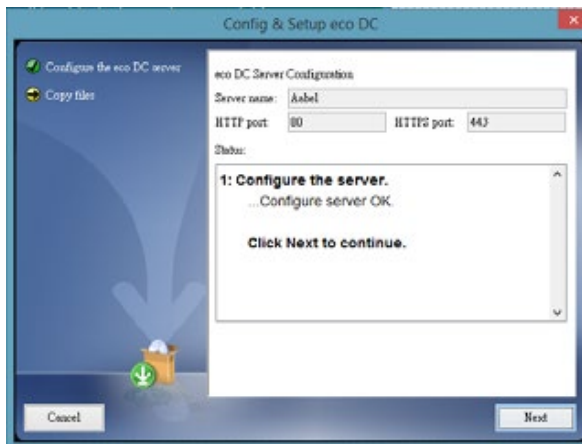 Config & Setup eco DC
Configure the eco DC server
Copy files
eco DC Server Configuration
Server name: Aabel
HTTP port: 80 HTTPS port: 443
Status:
1: Configure the server.
...Configure server OK.
Click Next to continue.
Cancel
Next